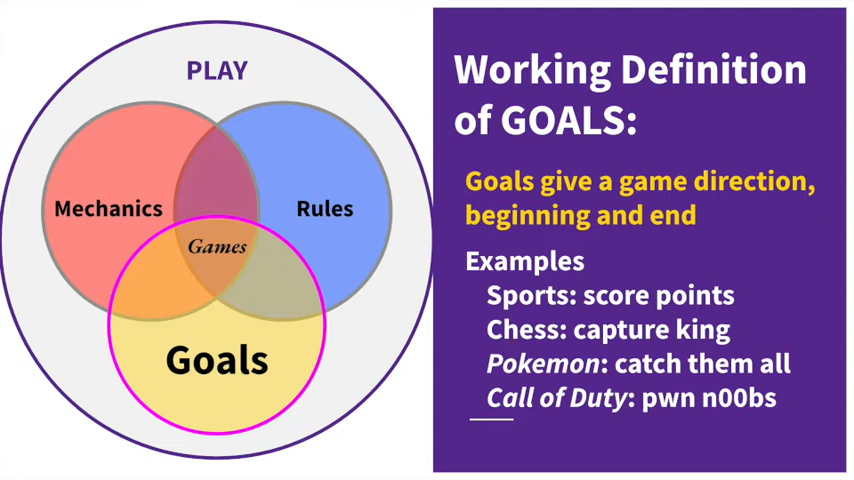 PLAY
Mechanics
Rules
Games
Goals
Working Definition
of GOALS:
Goals give a game direction,
beginning and end
Examples
Sports: score points
Chess: capture king
Pokemon: catch them all
Call of Duty: pwn n00bs